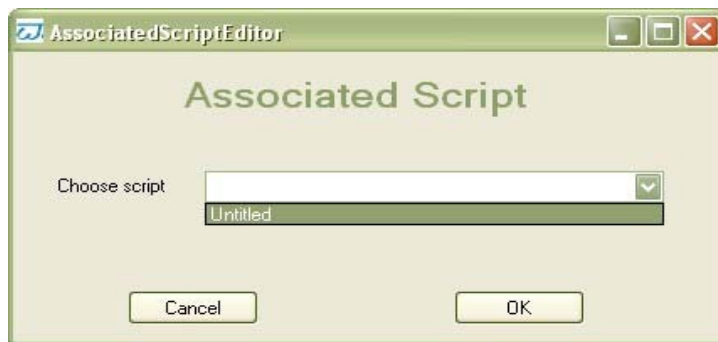 AssociatedScriptEditor
Associated Script
Choose script
Untitled
Cancel OK